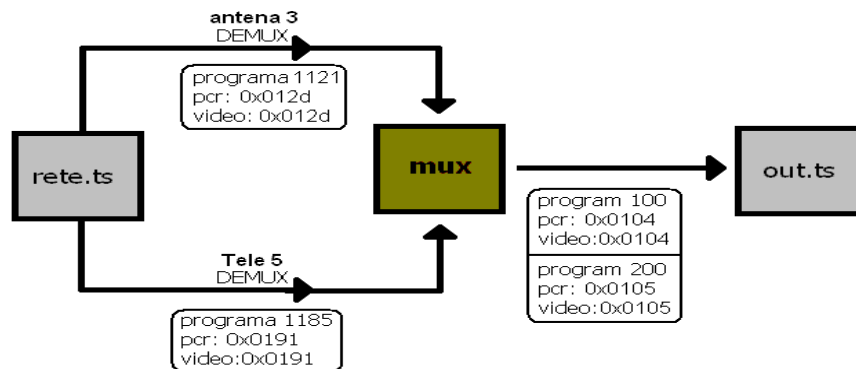 antena 3
DEMUX
programa 1121
pcr: 0x012d
video: 0x012d
rete.ts
mux
out.ts
program 100
pcr: 0x0104
video:0x0104
program 200
pcr: 0x0105
video:0x0105
Tele 5
DEMUX
programa 1185
pcr: 0x0191
video:0x0191